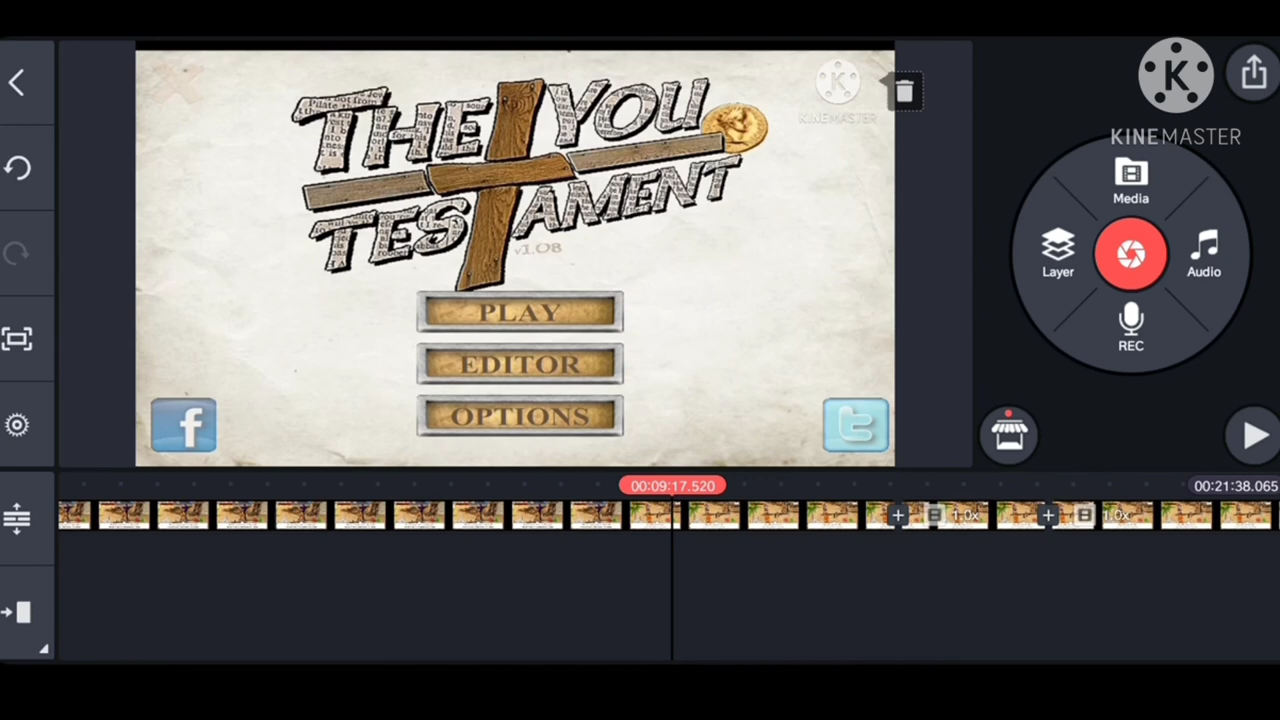 THE YOU
TESTAMENT
v1.08
PLAY
EDITOR
OPTIONS
KINEMASTER
KINEMASTER
Media
Layer
Audio
REC
00:09:17.520
00:21:38.065
1.0x
1.0x